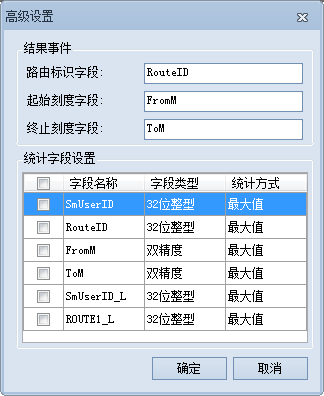 高级设置
结果事件
路由标识字段: RouteID
起始刻度字段: FromM
终止刻度字段: ToM
统计字段设置
字段名称 字段类型 统计方式
SmUserID 32位整型 最大值
RouteID 32位整型 最大值
FromM 双精度 最大值
ToM 双精度 最大值
SmUserID_L 32位整型 最大值
ROUTE1_L 32位整型 最大值
确定 取消